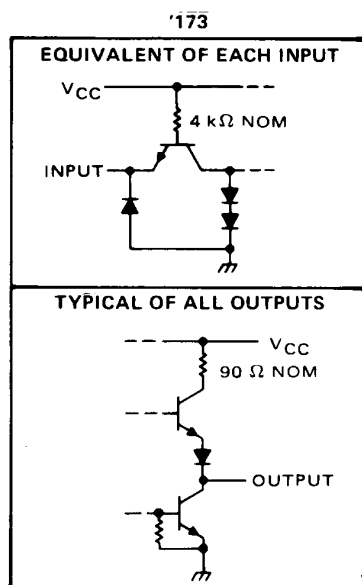 '173
EQUIVALENT OF EACH INPUT
VCC
4 kΩ NOM
INPUT
TYPICAL OF ALL OUTPUTS
VCC
90 Ω NOM
OUTPUT